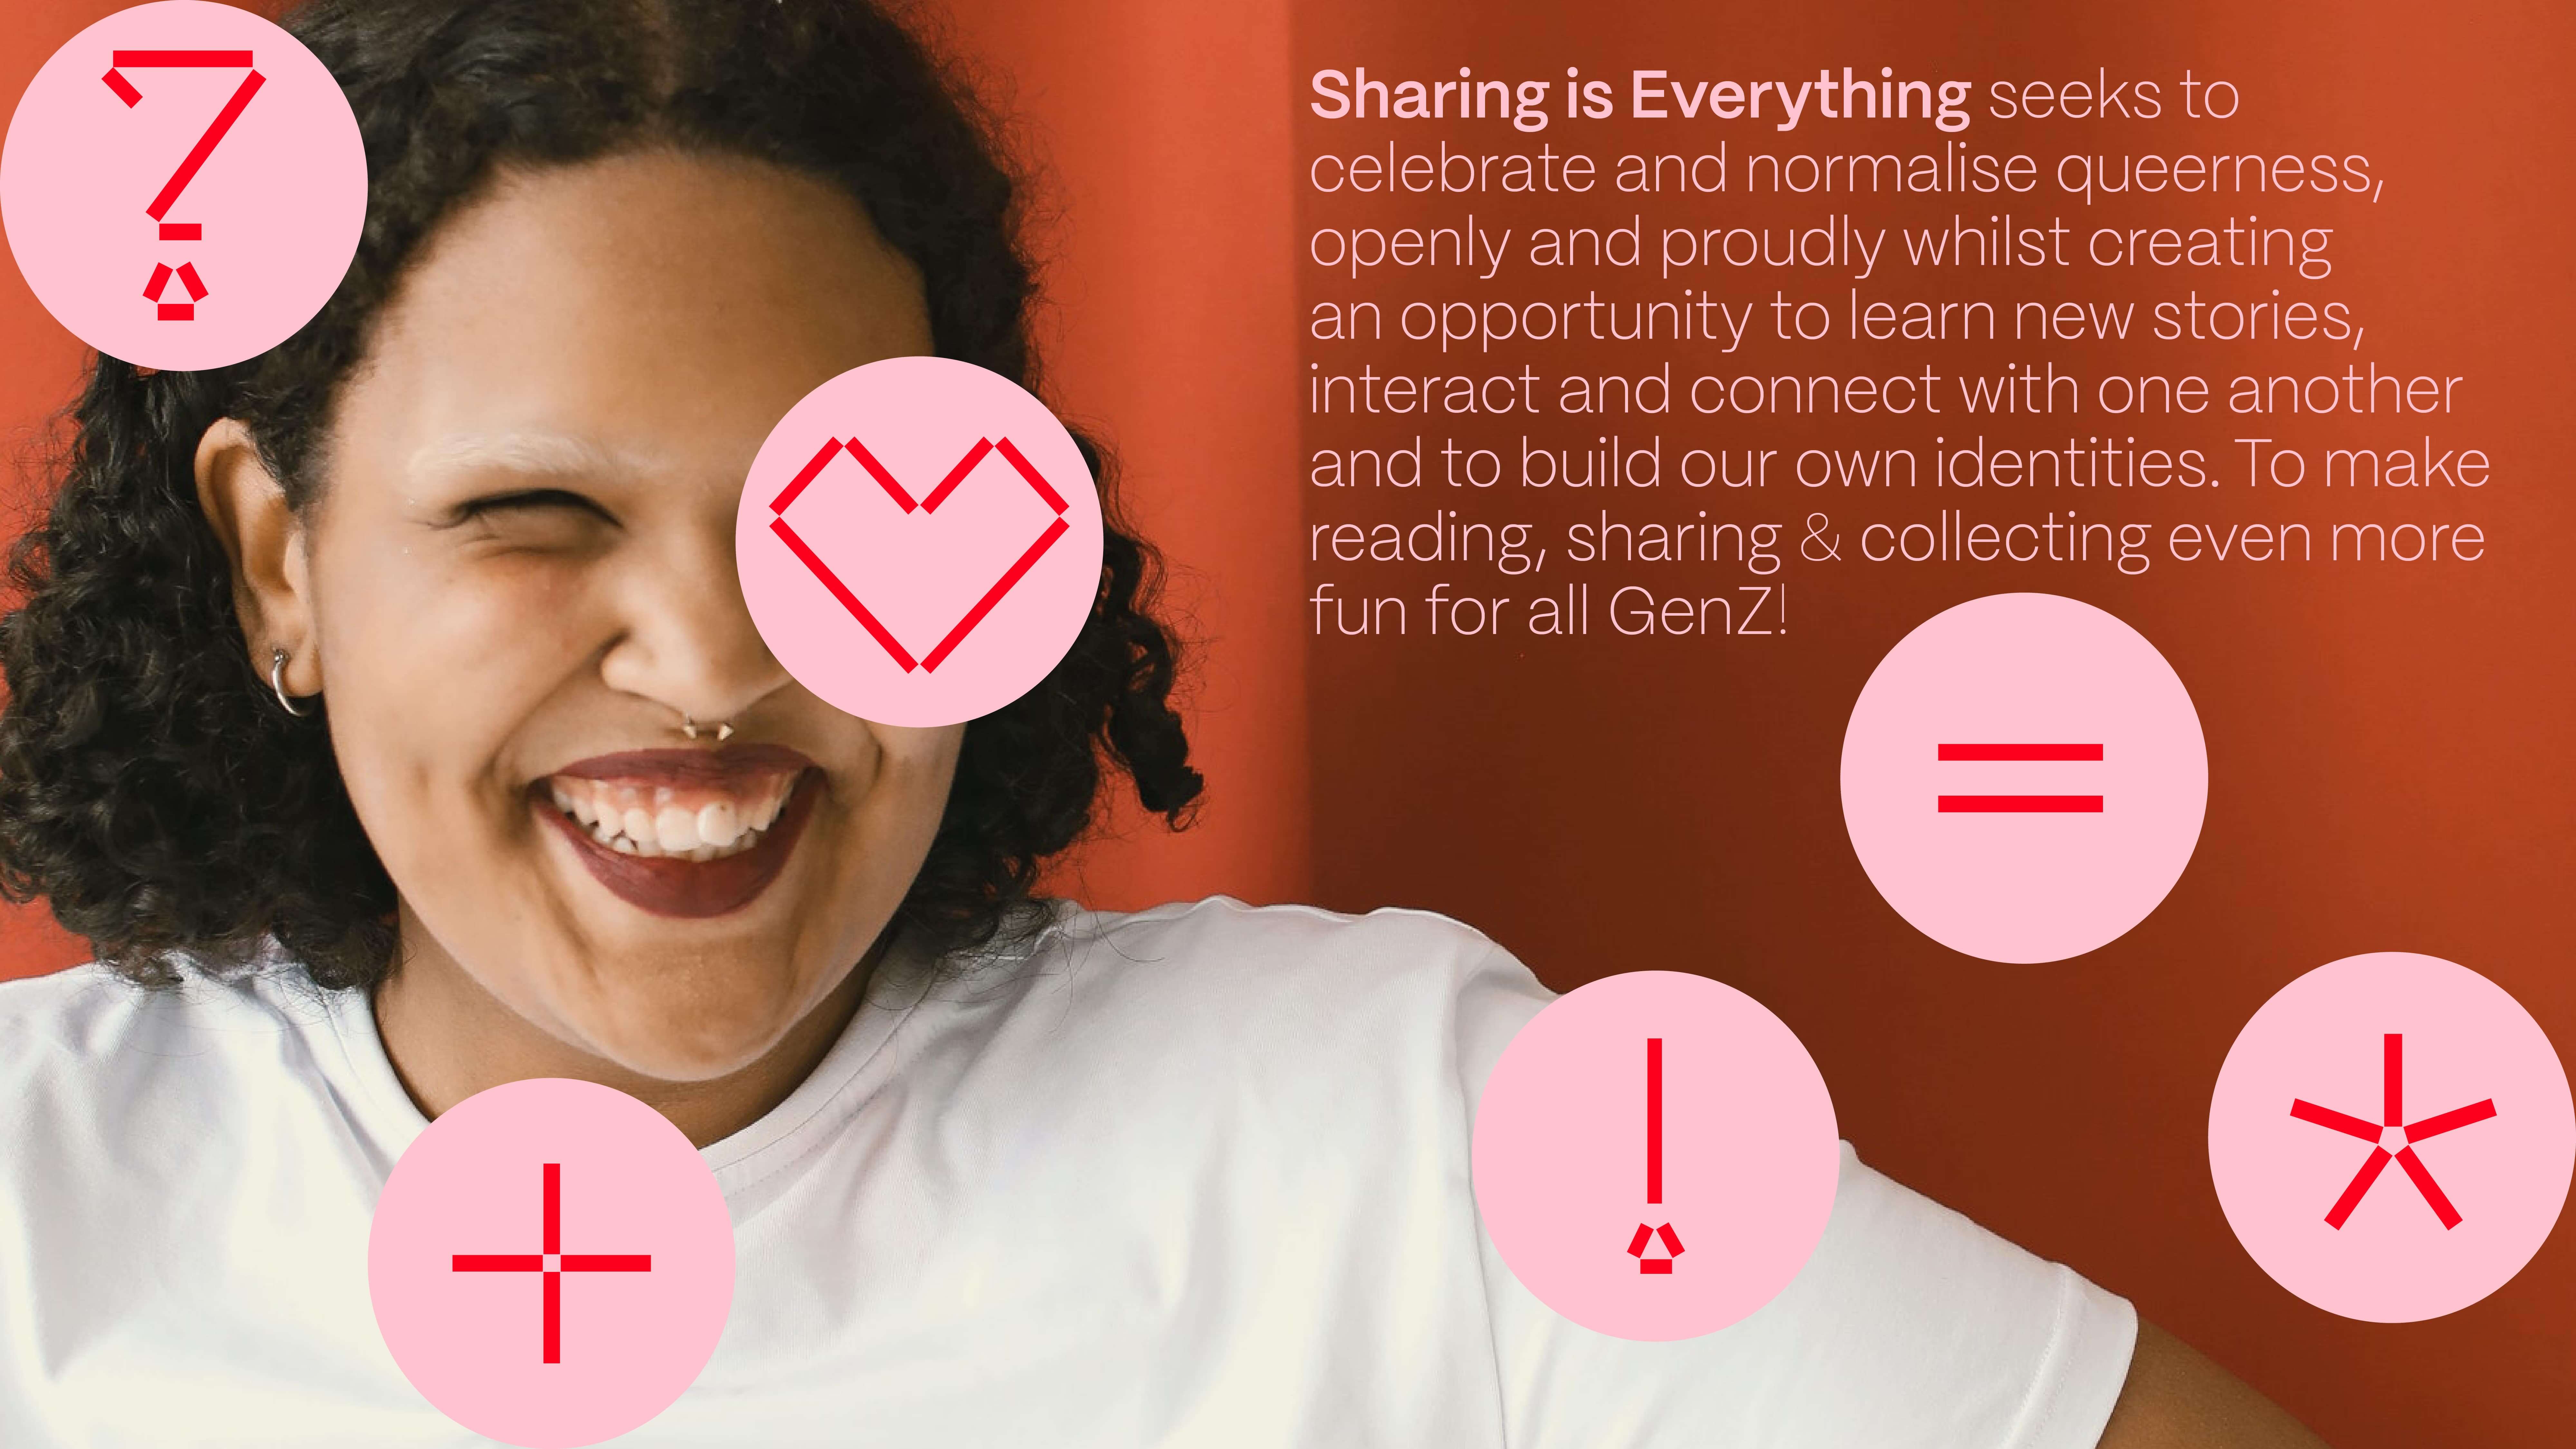 ?
Sharing is Everything seeks to
celebrate and normalise queerness,
openly and proudly whilst creating
an opportunity to learn new stories,
interact and connect with one another
and to build our own identities. To make
reading, sharing & collecting even more
fun for all GenZ!
=
+
!
*